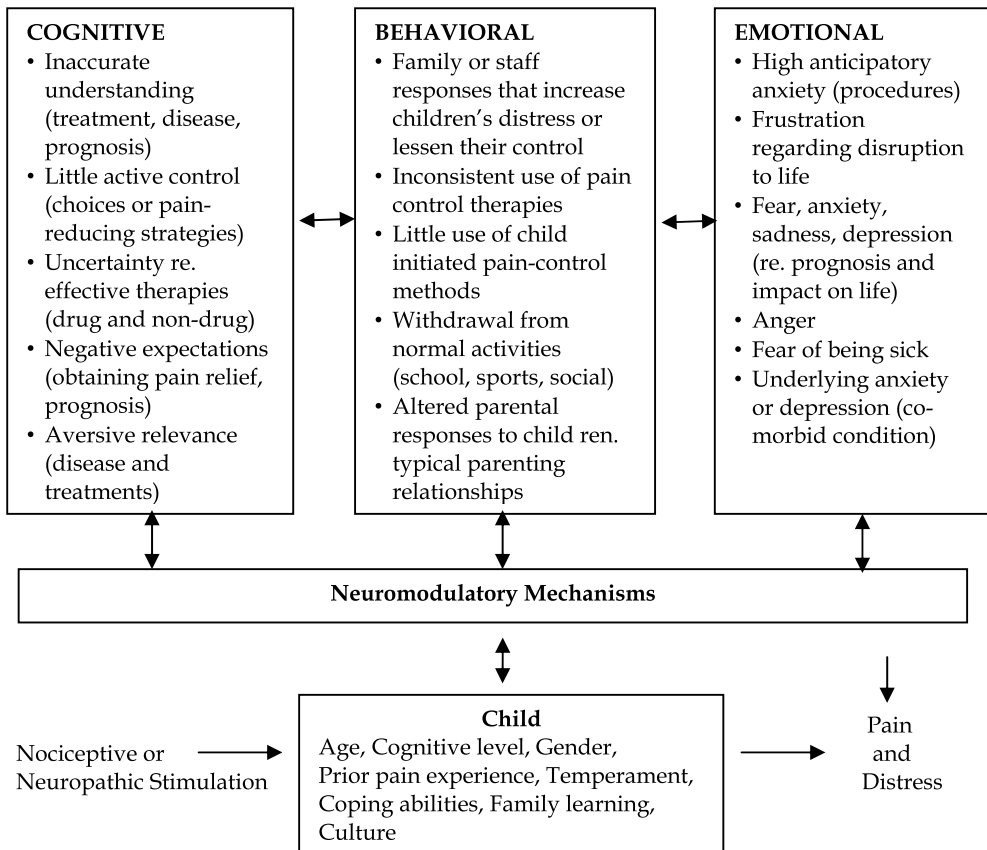 COGNITIVE
• Inaccurate
understanding
(treatment, disease,
prognosis)
• Little active control
(choices or pain-
reducing strategies)
• Uncertainty re.
effective therapies
(drug and non-drug)
• Negative expectations
(obtaining pain relief,
prognosis)
• Aversive relevance
(disease and
treatments)
BEHAVIORAL
• Family or staff
responses that increase
children’s distress or
lessen their control
• Inconsistent use of pain
control therapies
• Little use of child
initiated pain-control
methods
• Withdrawal from
normal activities
(school, sports, social)
• Altered parental
responses to child ren.
typical parenting
relationships
EMOTIONAL
• High anticipatory
anxiety (procedures)
• Frustration
regarding disruption
to life
• Fear, anxiety,
sadness, depression
(re. prognosis and
impact on life)
• Anger
• Fear of being sick
• Underlying anxiety
or depression (co-
morbid condition)
Neuromodulatory Mechanisms
Nociceptive or
Neuropathic Stimulation
Child
Age, Cognitive level, Gender,
Prior pain experience, Temperament,
Coping abilities, Family learning,
Culture
Pain
and
Distress